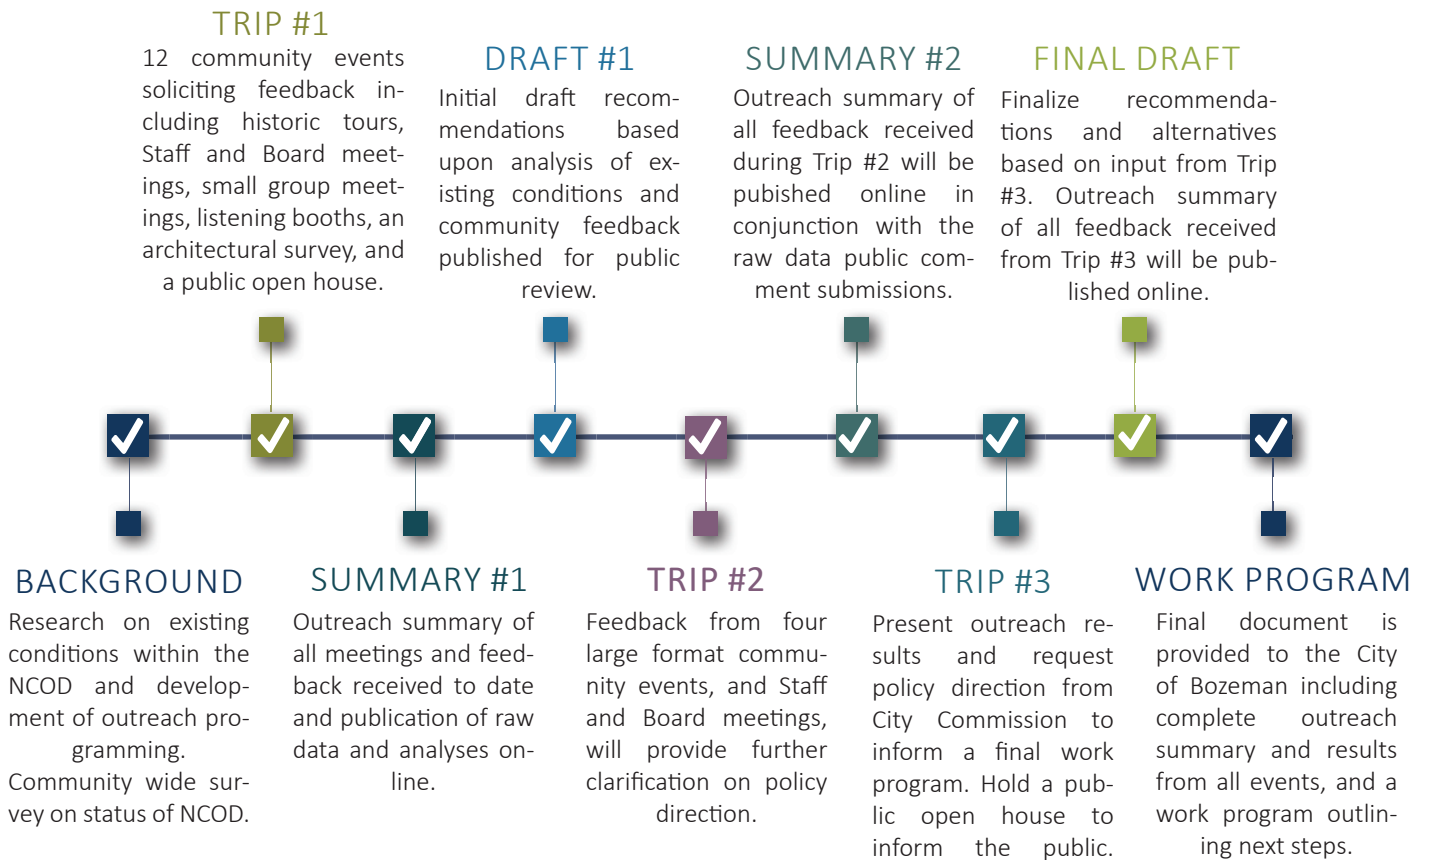 TRIP #1
12 community events
soliciting feedback in-
cluding historic tours,
Staff and Board meet-
ings, small group meet-
ings, listening booths, an
architectural survey, and
a public open house.
DRAFT #1
Initial draft recom-
mendations based
upon analysis of ex-
isting conditions and
community feedback
published for public
review.
SUMMARY #2
Outreach summary of
all feedback received
during Trip #2 will be
pubished online in
conjunction with the
raw data public com-
ment submissions.
FINAL DRAFT
Finalize recommenda-
tions and alternatives
based on input from Trip
#3. Outreach summary
of all feedback received
from Trip #3 will be pub-
lished online.
BACKGROUND
Research on existing
conditions within the
NCOD and develop-
ment of outreach pro-
gramming.
Community wide sur-
vey on status of NCOD.
SUMMARY #1
Outreach summary of
all meetings and feed-
back received to date
and publication of raw
data and analyses on-
line.
TRIP #2
Feedback from four
large format commu-
nity events, and Staff
and Board meetings,
will provide further
clarification on policy
direction.
TRIP #3
Present outreach re-
sults and request
policy direction from
City Commission to
inform a final work
program. Hold a pub-
lic open house to
inform the public.
WORK PROGRAM
Final document is
provided to the City
of Bozeman including
complete outreach
summary and results
from all events, and a
work program outlin-
ing next steps.